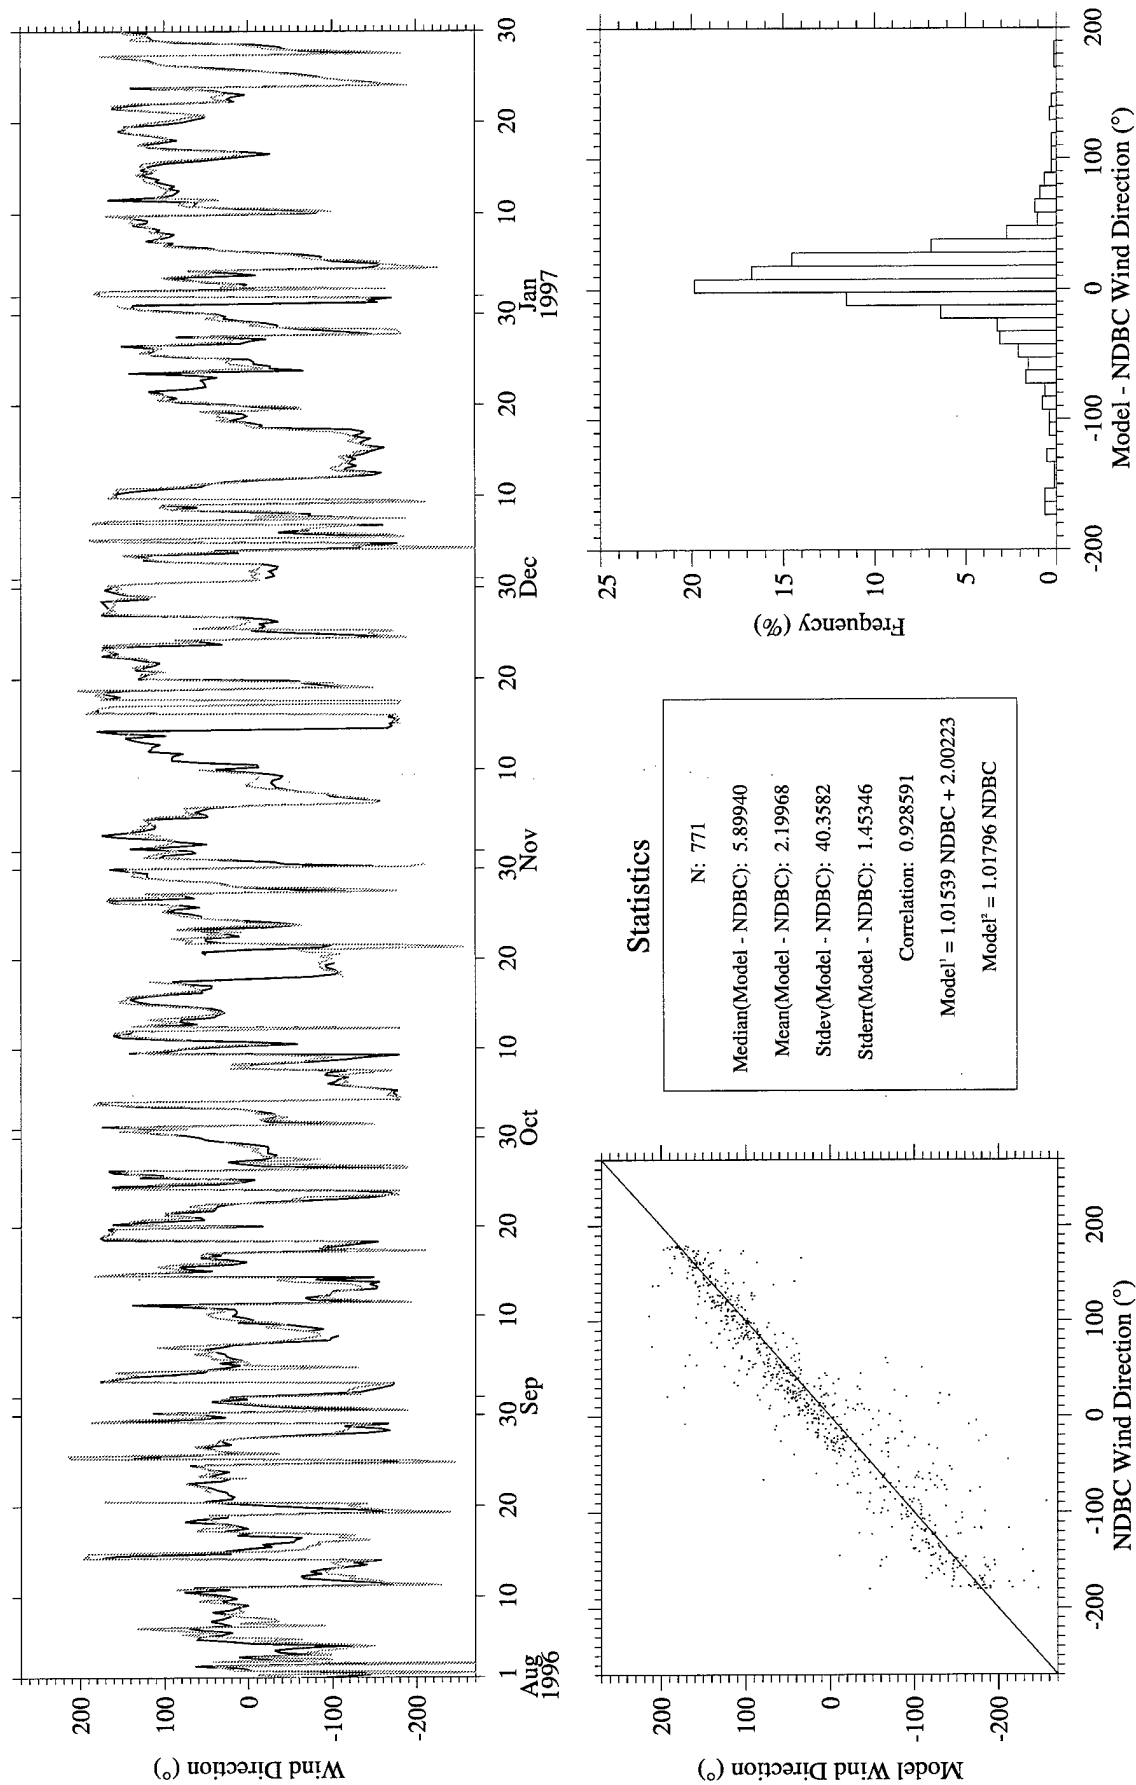 Wind Direction (°)
200
100
0
-100
-200
1 10 20 30 10 20 30 10 20 30 10 20 30 10 20 30 10 20 30
Aug Sep Oct Nov Dec Jan
1996 1997
Model Wind Direction (°)
200
100
0
-100
-200
-200 -100 0 100 200
NDBC Wind Direction (°)
Statistics
N: 771
Median(Model - NDBC): 5.89940
Mean(Model - NDBC): 2.19968
Stdev(Model - NDBC): 40.3582
Stderr(Model - NDBC): 1.45346
Correlation: 0.928591
Model¹ = 1.01539 NDBC + 2.00223
Model² = 1.01796 NDBC
Frequency (%)
25
20
15
10
5
0
-200 -100 0 100 200
Model - NDBC Wind Direction (°)